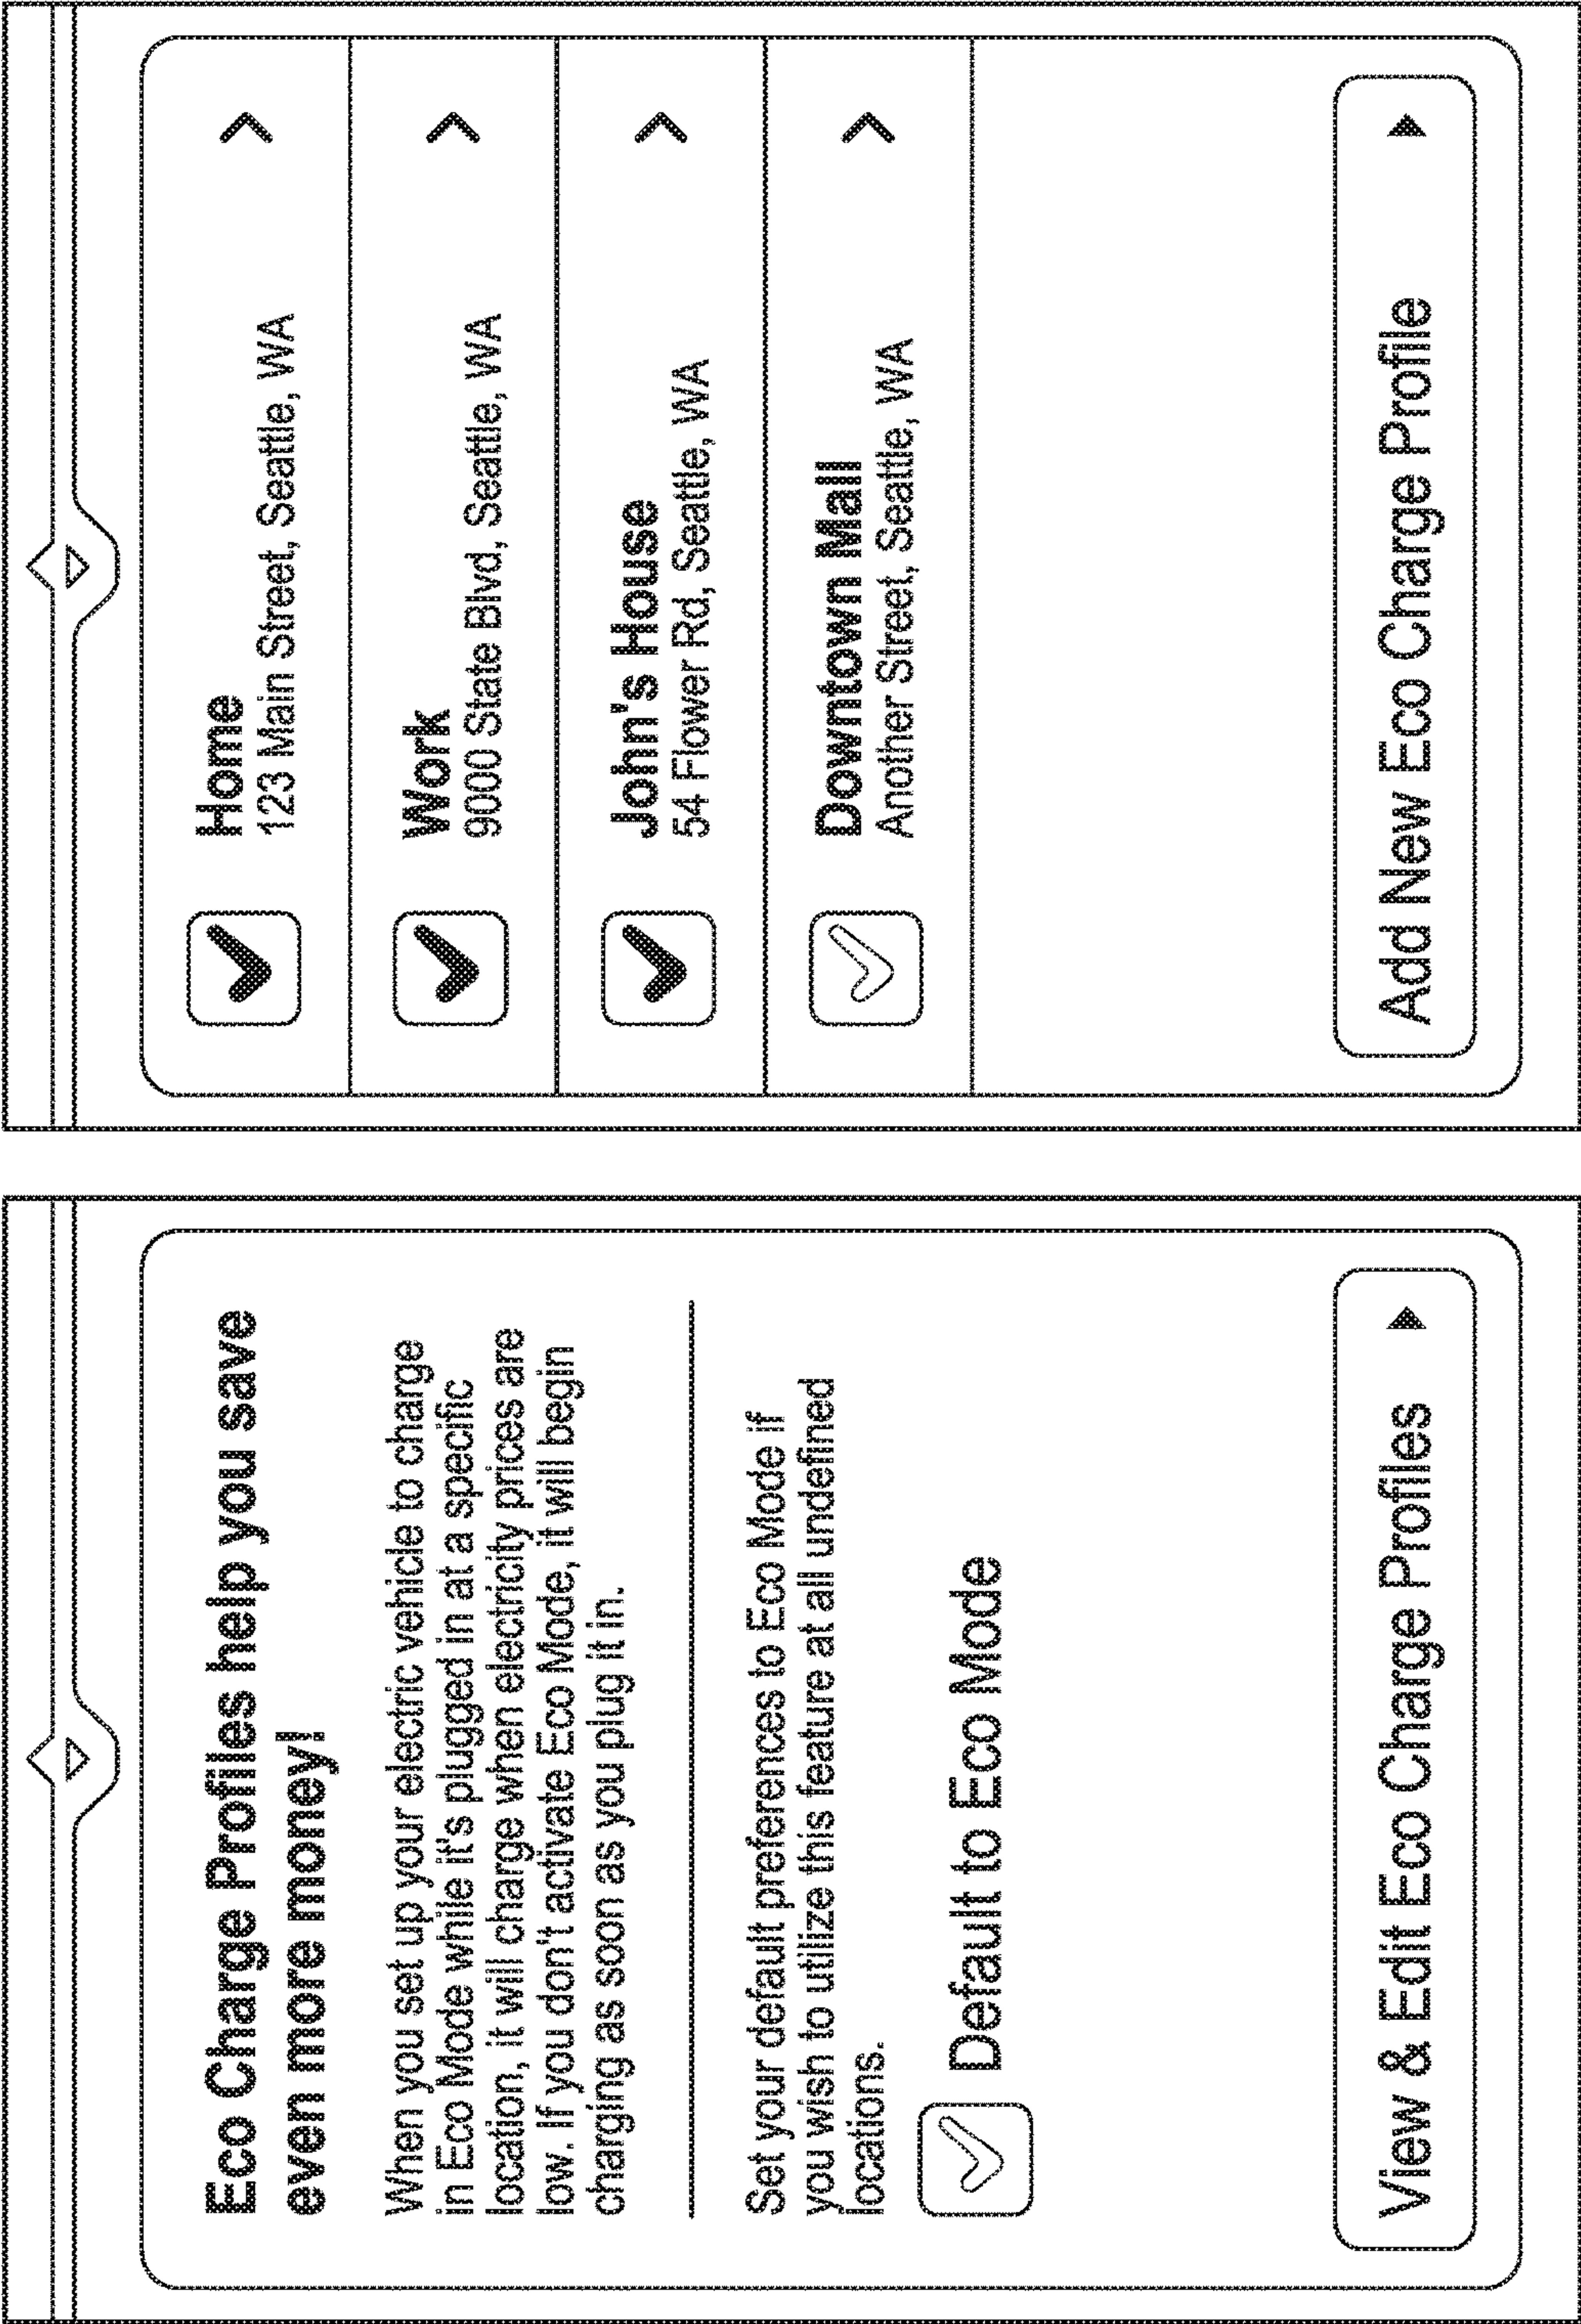 Eco Charge Profiles help you save
even more money!
When you set up your electric vehicle to charge
in Eco Mode while it's plugged in at a specific
location, it will charge when electricity prices are
low. If you don't activate Eco Mode, it will begin
charging as soon as you plug it in.
Set your default preferences to Eco Mode if
you wish to utilize this feature at all undefined
locations.
Default to Eco Mode
View & Edit Eco Charge Profiles
Home
123 Main Street, Seattle, WA
Work
9000 State Blvd, Seattle, WA
John's House
54 Flower Rd, Seattle, WA
Downtown Mall
Another Street, Seattle, WA
Add New Eco Charge Profile